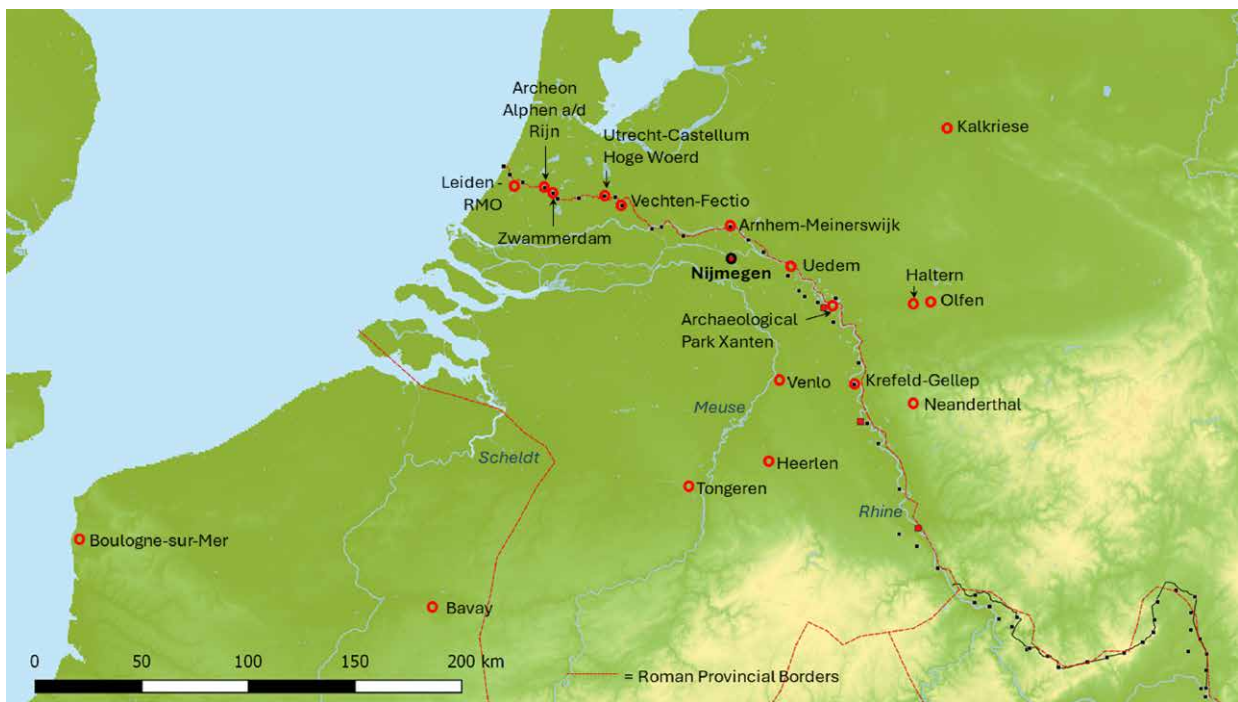 Archeon
Alphen a/d
Rijn
Utrecht-Castellum
Hoge Woerd
Kalkriese
Leiden -
RMO
Vechten-Fectio
Zwammerdam
Arnhem-Meinerswijk
Nijmegen
Uedem
Haltern
Olfen
Archaeological
Park Xanten
Venlo
Krefeld-Gellep
Meuse
Neanderthal
Scheldt
Heerlen
Tongeren
Rhine
Boulogne-sur-Mer
Bavay
0 50 100 150 200 km
= Roman Provincial Borders